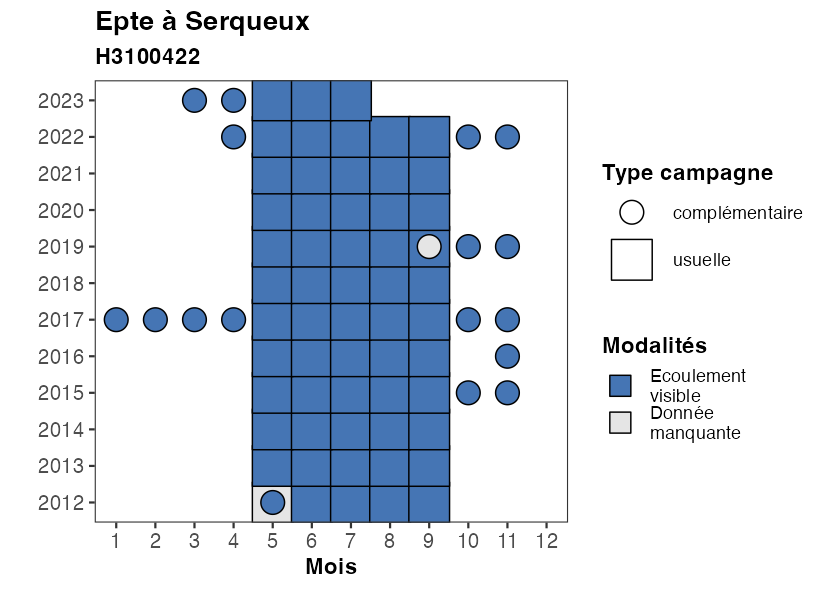 Epte à Serqueux
H3100422
2023
2022
2021
2020
2019
2018
2017
2016
2015
2014
2013
2012
1 2 3 4 5 6 7 8 9 10 11 12
Mois
Type campagne
complémentaire
usuelle
Modalités
Ecoulement
visible
Donnée
manquante